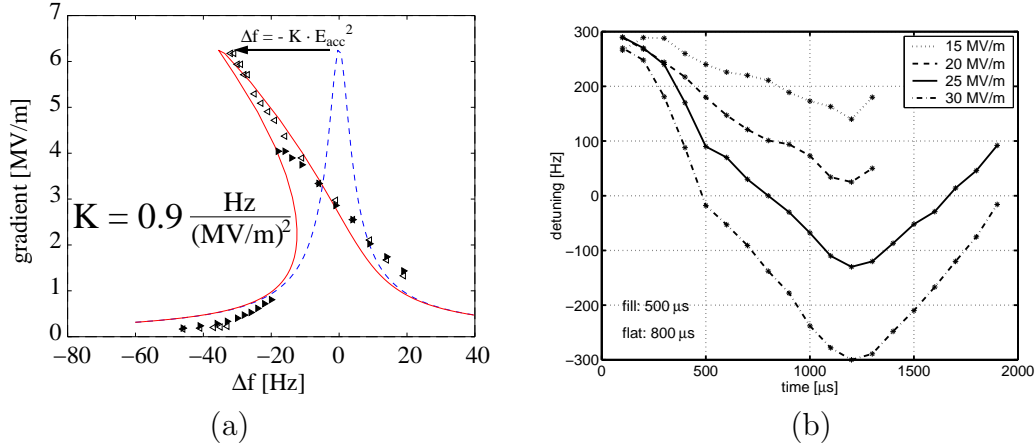 Δf = - K · E_acc²
K = 0.9 Hz/(MV/m)²
gradient [MV/m]
7
6
5
4
3
2
1
0
−80 −60 −40 −20 0 20 40
Δf [Hz]
(a)
15 MV/m
20 MV/m
25 MV/m
30 MV/m
detuning [Hz]
300
200
100
0
−100
−200
−300
fill: 500 μs
flat: 800 μs
0 500 1000 1500 2000
time [μs]
(b)